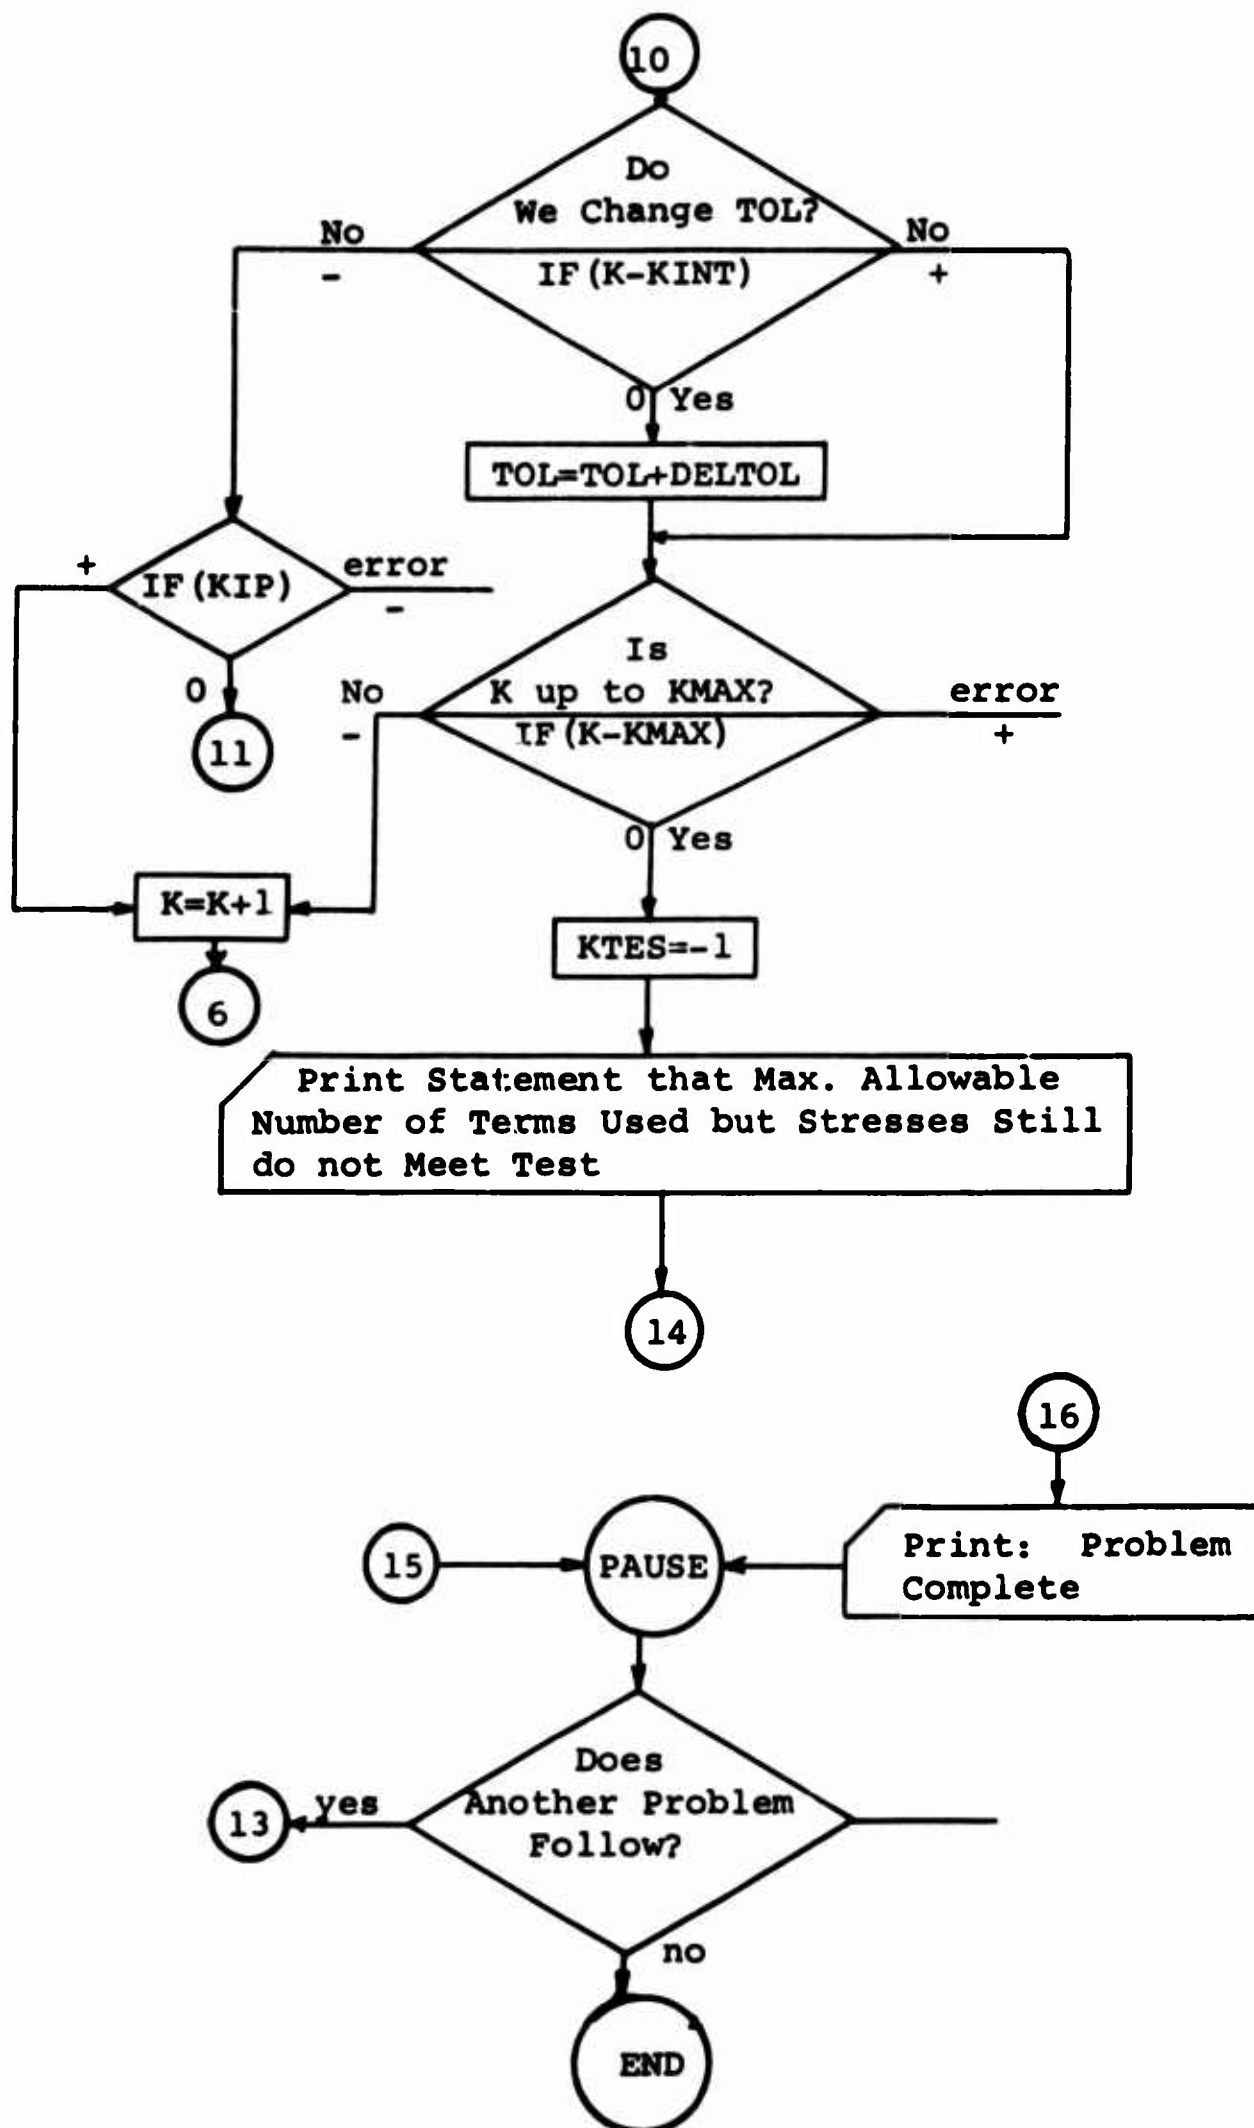 10
Do
We Change TOL?
No
No
-
IF(K-KINT)
+
0 Yes
TOL=TOL+DELTOL
+
IF(KIP)
error
-
0
11
Is
K up to KMAX?
No
error
-
IF(K-KMAX)
+
0 Yes
K=K+1
KTES=-1
6
Print Statement that Max. Allowable
Number of Terms Used but Stresses Still
do not Meet Test
14
16
15
PAUSE
Print: Problem
Complete
Does
Another Problem
Follow?
yes
13
no
END